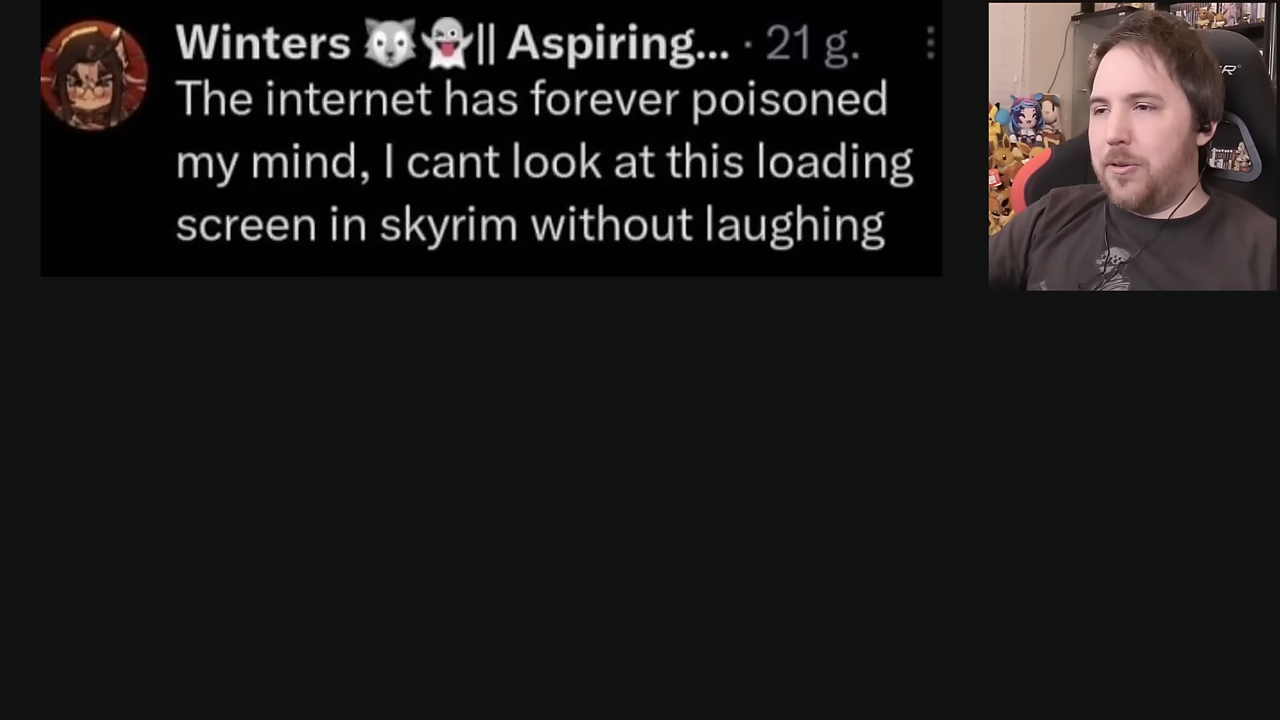 Winters 🐺👻|| Aspiring... · 21 g.
The internet has forever poisoned
my mind, I cant look at this loading
screen in skyrim without laughing